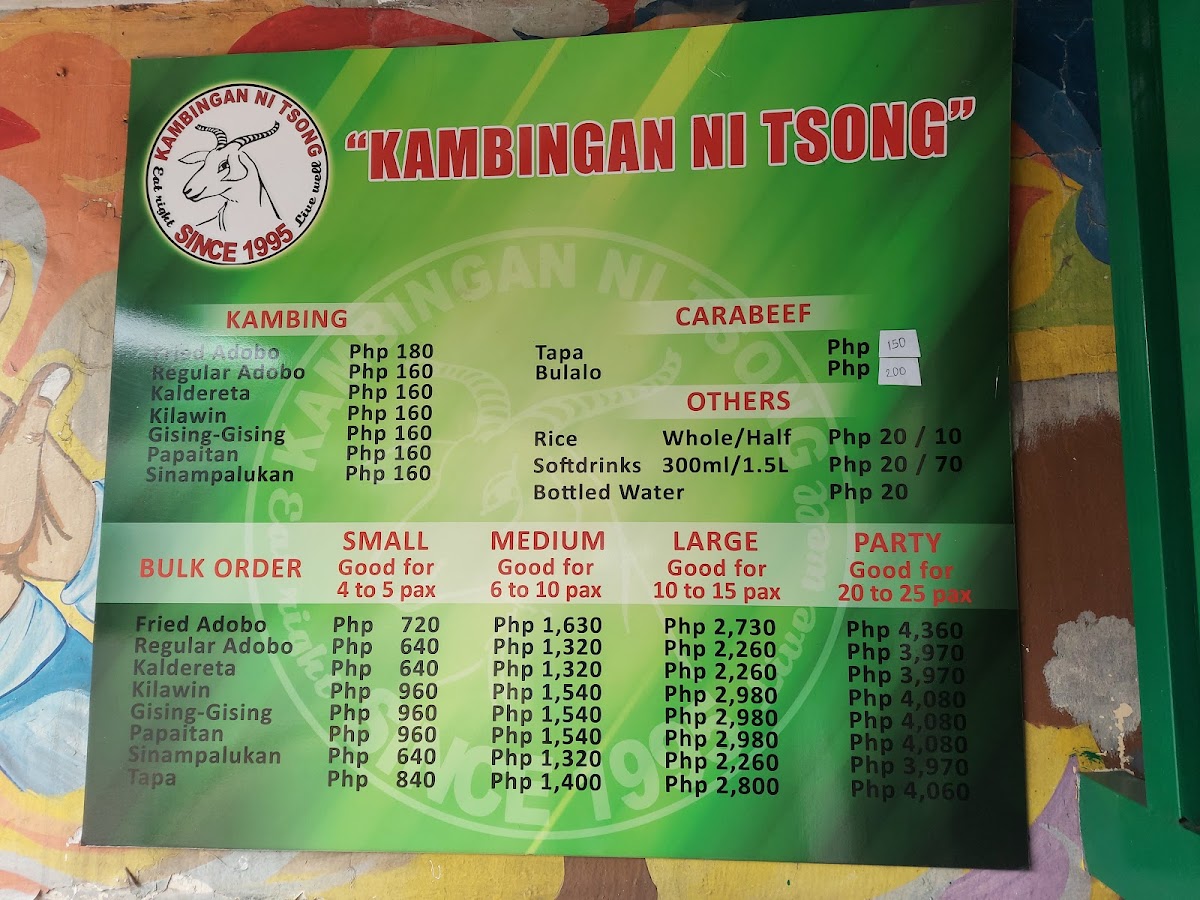 KAMBINGAN NI TSONG
Eat right
Live well
SINCE 1995
"KAMBINGAN NI TSONG"
KAMBING
Fried Adobo Php 180
Regular Adobo Php 160
Kaldereta Php 160
Kilawin Php 160
Gising-Gising Php 160
Papaitan Php 160
Sinampalukan Php 160
CARABEEF
Tapa Php 150
Bulalo Php 200
OTHERS
Rice Whole/Half Php 20 / 10
Softdrinks 300ml/1.5L Php 20 / 70
Bottled Water Php 20
BULK ORDER
SMALL
Good for
4 to 5 pax
MEDIUM
Good for
6 to 10 pax
LARGE
Good for
10 to 15 pax
PARTY
Good for
20 to 25 pax
Fried Adobo Php 720 Php 1,630 Php 2,730 Php 4,360
Regular Adobo Php 640 Php 1,320 Php 2,260 Php 3,970
Kaldereta Php 640 Php 1,320 Php 2,260 Php 3,970
Kilawin Php 960 Php 1,540 Php 2,980 Php 4,080
Gising-Gising Php 960 Php 1,540 Php 2,980 Php 4,080
Papaitan Php 960 Php 1,540 Php 2,980 Php 4,080
Sinampalukan Php 640 Php 1,320 Php 2,260 Php 3,970
Tapa Php 840 Php 1,400 Php 2,800 Php 4,060
KAMBINGAN NI TSONG
Live well
SINCE 199